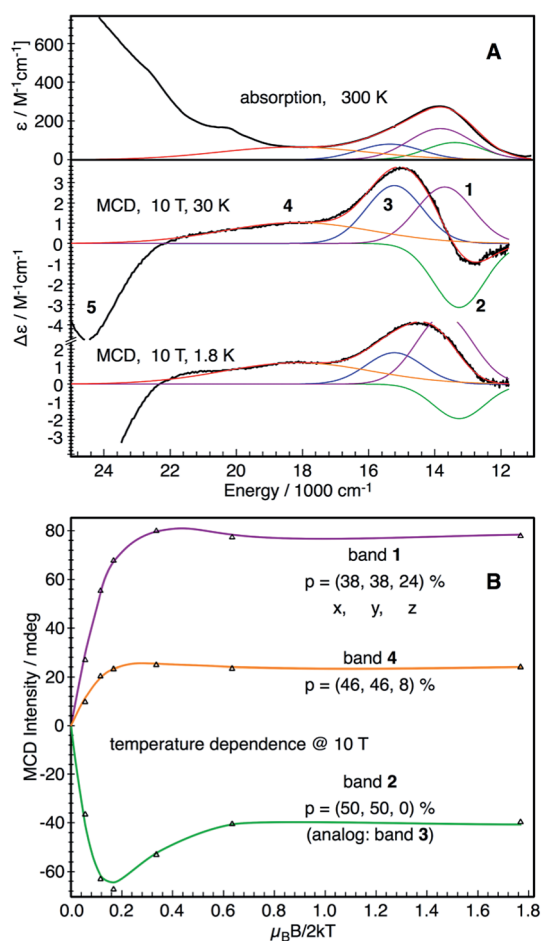 A
600
400
200
0
ε / M⁻¹cm⁻¹
absorption, 300 K
3
2
1
0
-1
-2
-3
-4
MCD, 10 T, 30 K
4
3
1
2
5
Δε / M⁻¹cm⁻¹
2
1
0
-1
-2
-3
MCD, 10 T, 1.8 K
24 22 20 18 16 14 12
Energy / 1000 cm⁻¹
B
80
60
40
20
0
-20
-40
-60
MCD Intensity / mdeg
band 1
p = (38, 38, 24) %
x, y, z
band 4
p = (46, 46, 8) %
temperature dependence @ 10 T
band 2
p = (50, 50, 0) %
(analog: band 3)
0.0 0.2 0.4 0.6 0.8 1.0 1.2 1.4 1.6 1.8
μBB/2kT